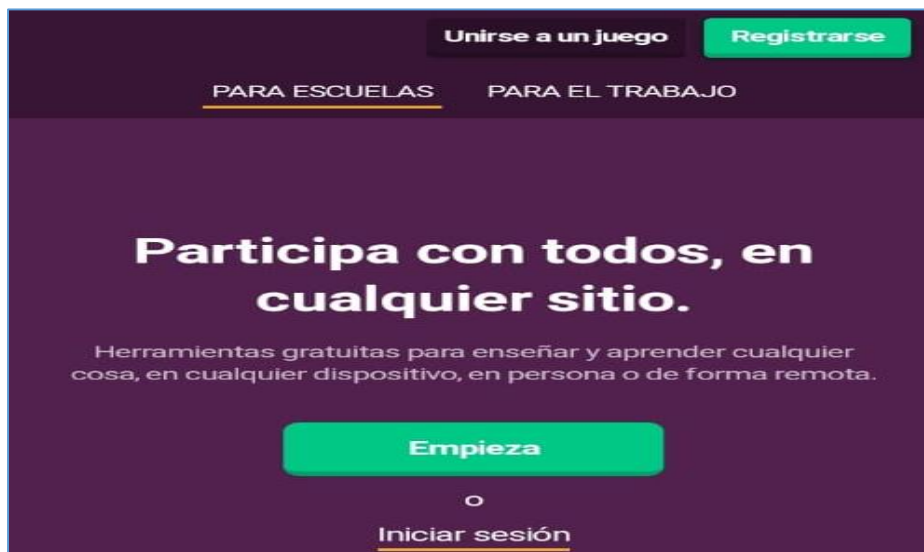 Unirse a un juego Registrarse
PARA ESCUELAS PARA EL TRABAJO
Participa con todos, en
cualquier sitio.
Herramientas gratuitas para enseñar y aprender cualquier
cosa, en cualquier dispositivo, en persona o de forma remota.
Empieza
o
Iniciar sesión